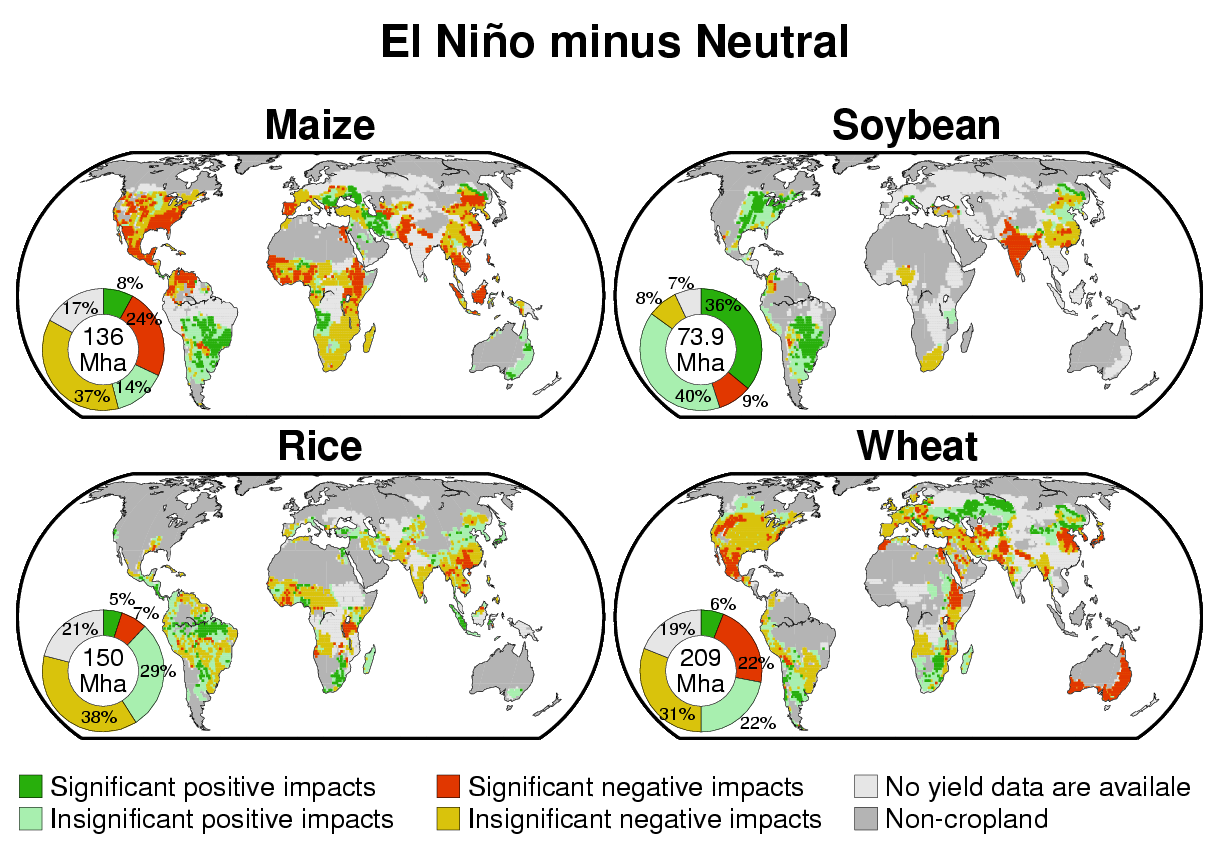 El Niño minus Neutral
Maize
Soybean
8%
17%
24%
136
Mha
14%
37%
7%
8%
36%
73.9
Mha
40%
9%
Rice
Wheat
5%
7%
21%
150
Mha
29%
38%
6%
19%
209
Mha
22%
31%
22%
Significant positive impacts
Significant negative impacts
No yield data are availale
Insignificant positive impacts
Insignificant negative impacts
Non-cropland